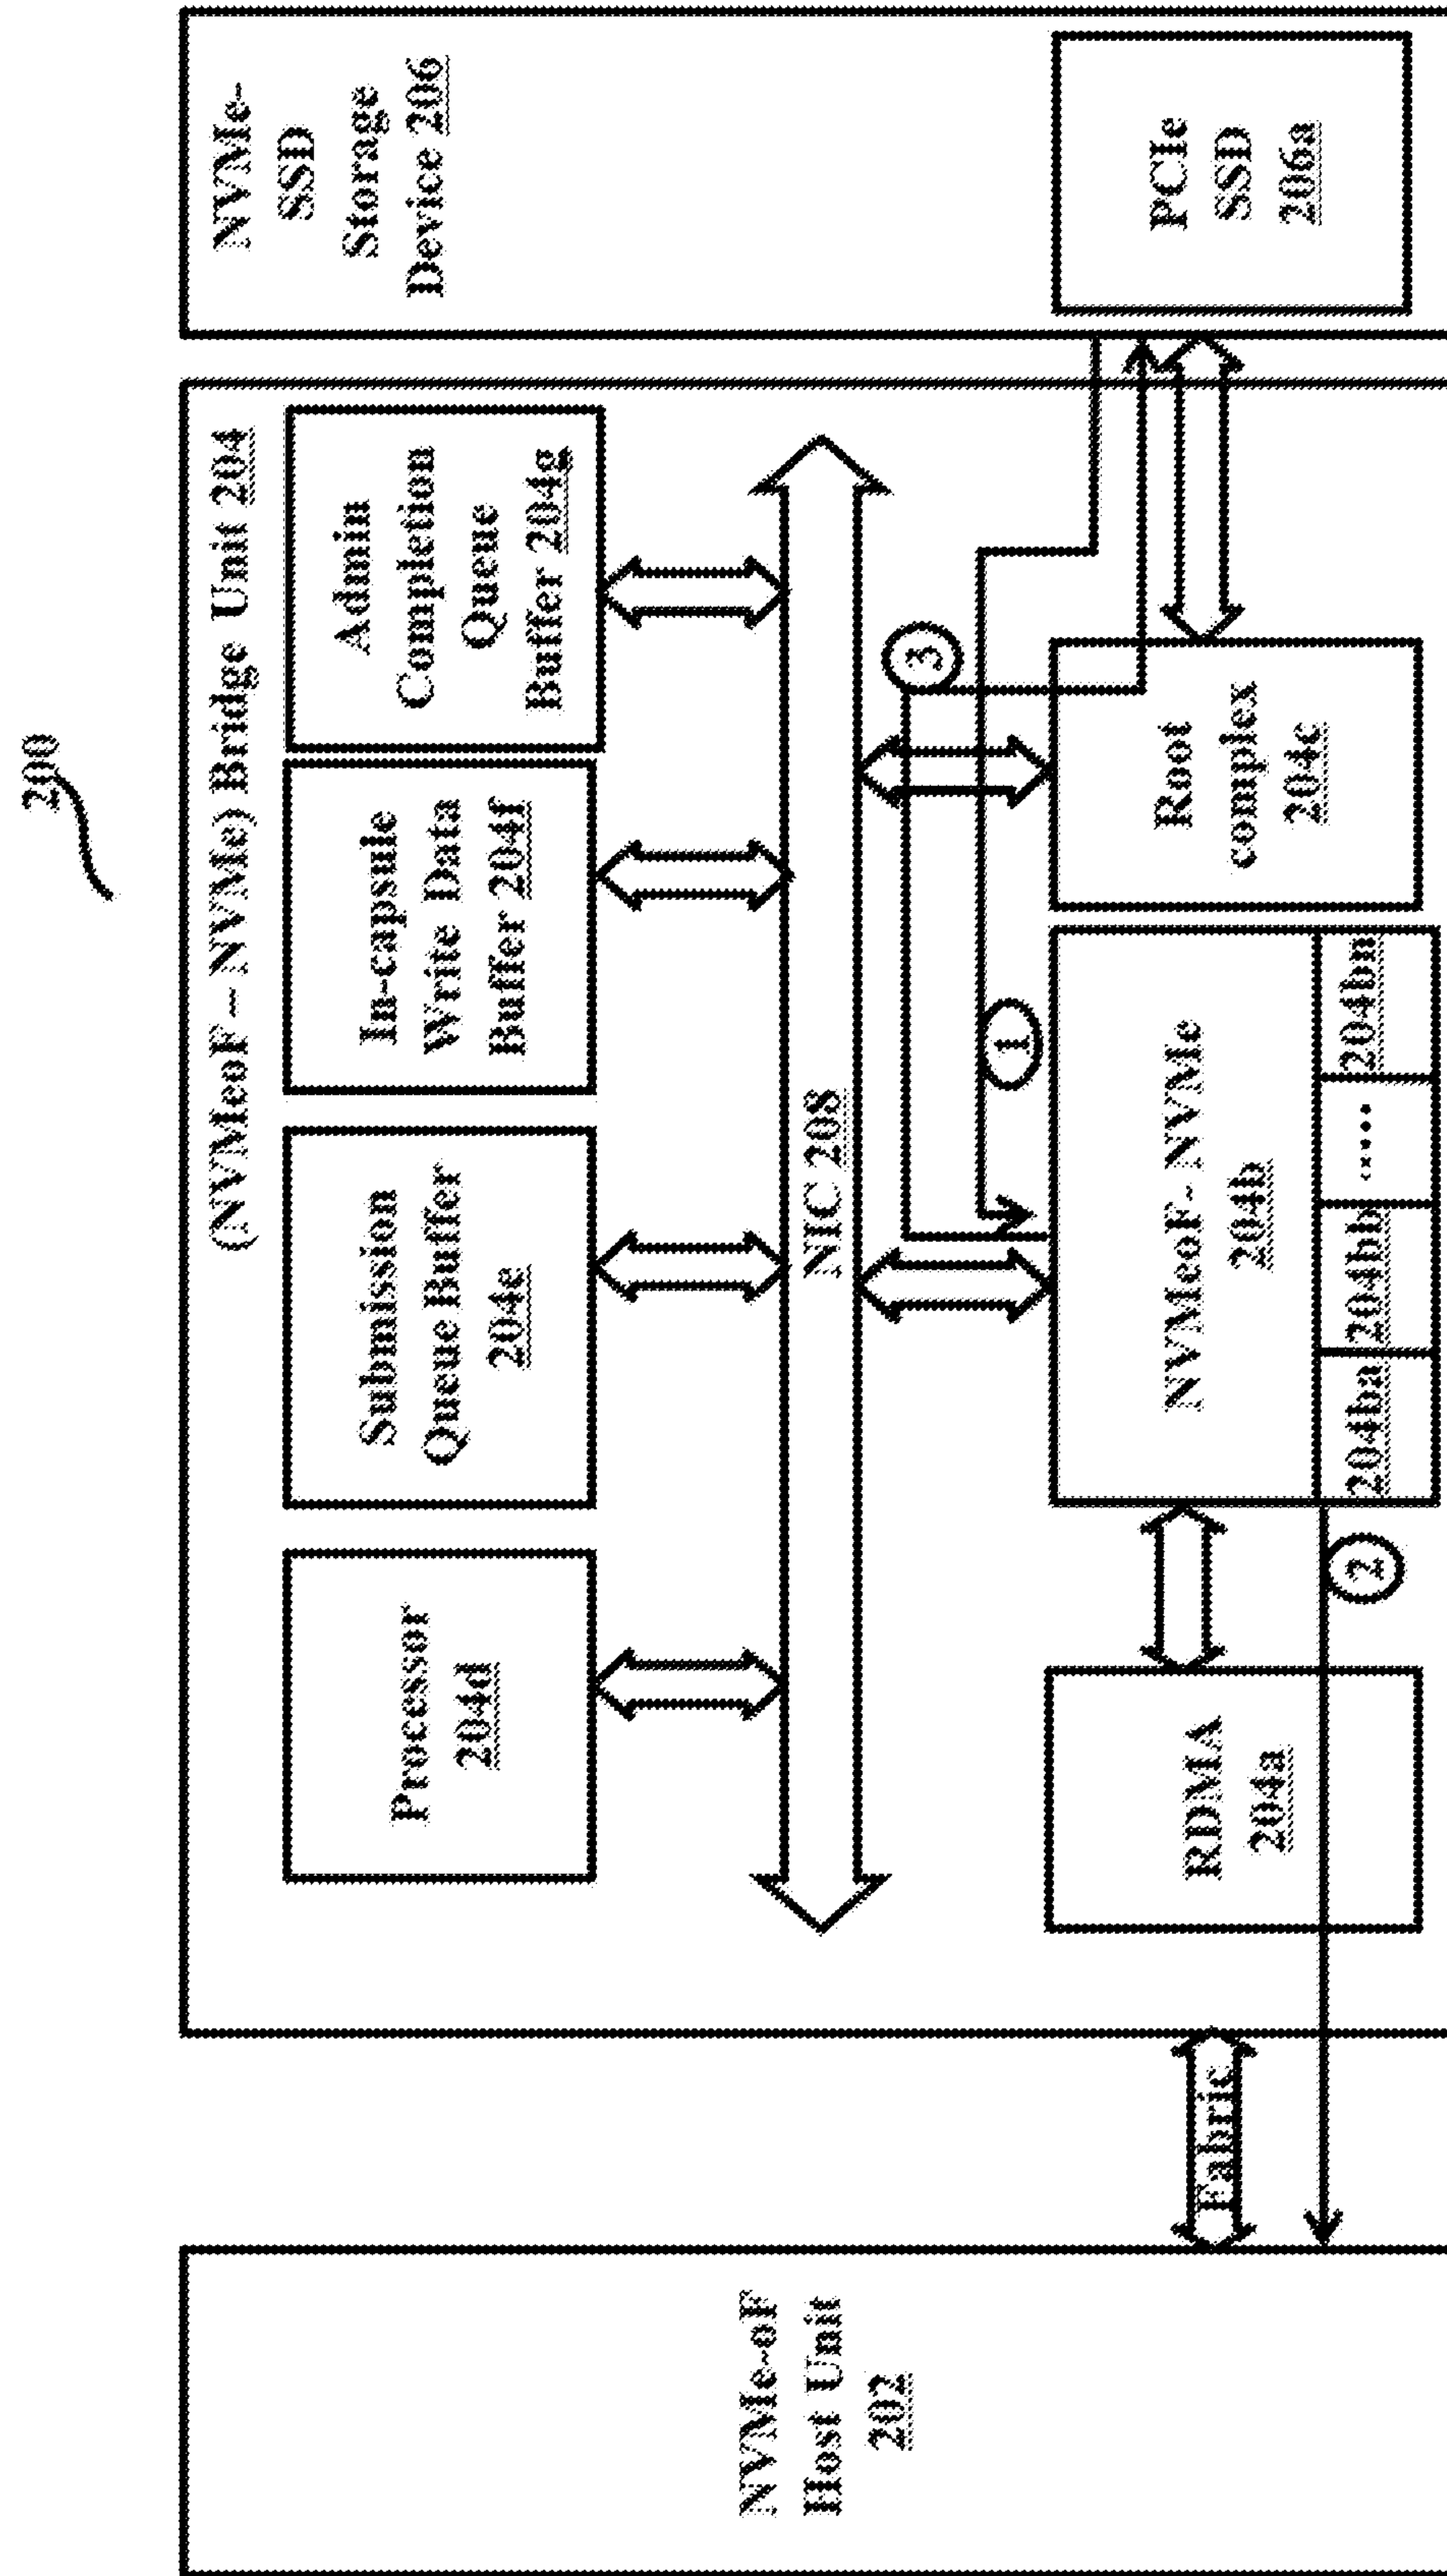 200
NVMe-oF
Host Unit
202
Fabric
(NVMeoF – NVMe) Bridge Unit 204
Processor
204d
Submission
Queue Buffer
204e
In-capsule
Write Data
Buffer 204f
Admin
Completion
Queue
Buffer 204g
NIC 208
RDMA
204a
NVMeoF- NVMe
204b
204ba
204bb
....
204bn
Root
complex
204c
1
2
3
NVMe-
SSD
Storage
Device 206
PCIe
SSD
206a